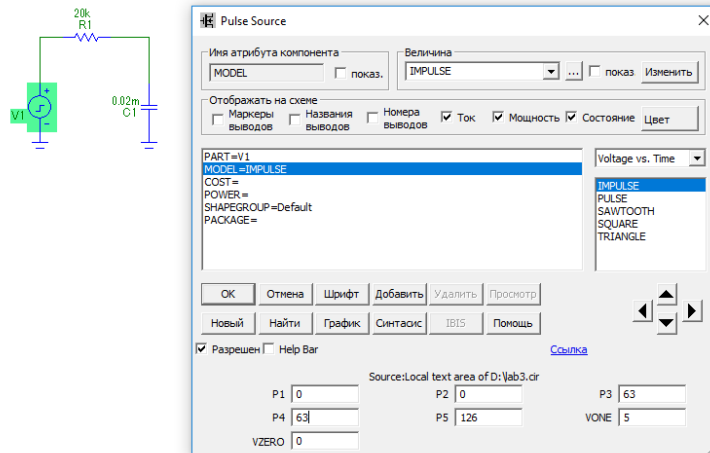 20k
R1
0.02m
C1
V1
Pulse Source
Имя атрибута компонента
MODEL
показ.
Величина
IMPULSE
...
показ
Изменить
Отображать на схеме
Маркеры выводов
Названия выводов
Номера выводов
Ток
Мощность
Состояние
Цвет
PART=V1
MODEL=IMPULSE
COST=
POWER=
SHAPEGROUP=Default
PACKAGE=
Voltage vs. Time
IMPULSE
PULSE
SAWTOOTH
SQUARE
TRIANGLE
OK
Отмена
Шрифт
Добавить
Удалить
Просмотр
Новый
Найти
График
Синтасис
IBIS
Помощь
Разрешен
Help Bar
Ссылка
Source:Local text area of D:\lab3.cir
P1 0
P2 0
P3 63
P4 63
P5 126
VONE 5
VZERO 0